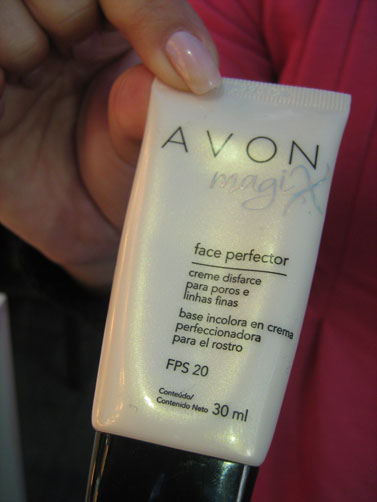 AVON
magiX
face perfector
creme disfarce
para poros e
linhas finas
base incolora en crema
perfeccionadora
para el rostro
FPS 20
Conteúdo/
Contenido Neto 30 ml